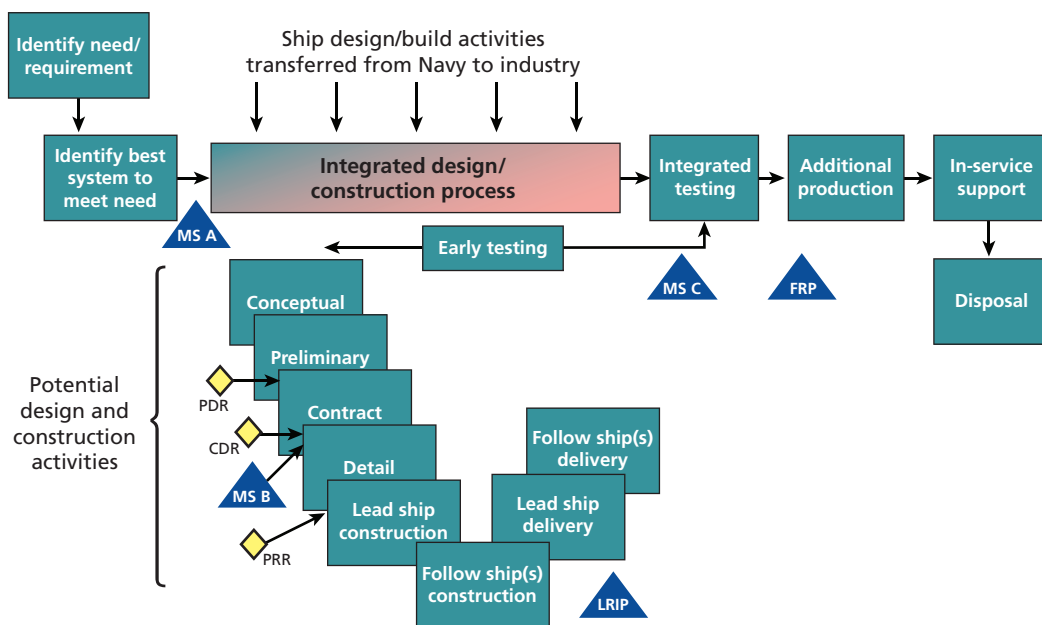 Identify need/
requirement
Ship design/build activities
transferred from Navy to industry
Identify best
system to
meet need
Integrated design/
construction process
Integrated
testing
Additional
production
In-service
support
MS A
Early testing
MS C
FRP
Disposal
Potential
design and
construction
activities
Conceptual
Preliminary
PDR
Contract
CDR
Detail
MS B
Lead ship
construction
PRR
Follow ship(s)
construction
Follow ship(s)
delivery
Lead ship
delivery
LRIP